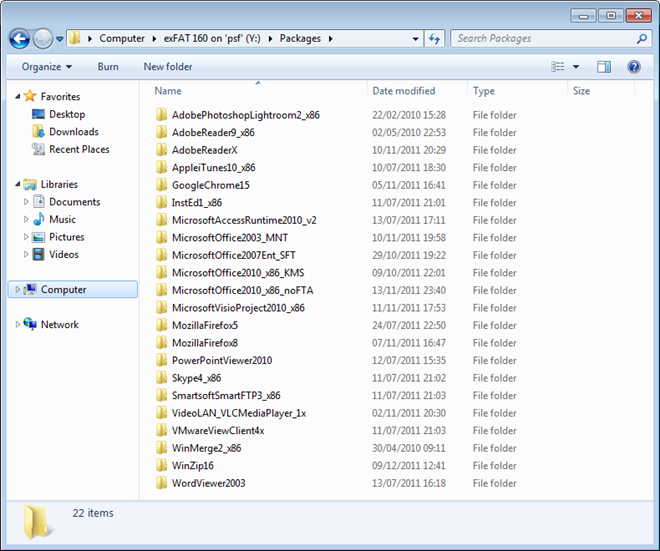 Computer exFAT 160 on 'psf' (Y:) Packages Search Packages
Organize Burn New folder
Favorites
Desktop
Downloads
Recent Places
Libraries
Documents
Music
Pictures
Videos
Computer
Network
Name Date modified Type Size
AdobePhotoshopLightroom2_x86 22/02/2010 15:28 File folder
AdobeReader9_x86 02/05/2010 22:53 File folder
AdobeReaderX 10/11/2011 20:29 File folder
AppleiTunes10_x86 10/07/2011 18:30 File folder
GoogleChrome15 05/11/2011 16:41 File folder
InstEd1_x86 11/07/2011 21:01 File folder
MicrosoftAccessRuntime2010_v2 13/07/2011 17:11 File folder
MicrosoftOffice2003_MNT 10/11/2011 19:58 File folder
MicrosoftOffice2007Ent_SFT 29/10/2011 19:22 File folder
MicrosoftOffice2010_x86_KMS 09/10/2011 22:01 File folder
MicrosoftOffice2010_x86_noFTA 13/11/2011 23:40 File folder
MicrosoftVisioProject2010_x86 11/11/2011 17:53 File folder
MozillaFirefox5 24/07/2011 22:50 File folder
MozillaFirefox8 07/11/2011 16:47 File folder
PowerPointViewer2010 12/07/2011 15:35 File folder
Skype4_x86 11/07/2011 21:02 File folder
SmartsoftSmartFTP3_x86 11/07/2011 21:03 File folder
VideoLAN_VLCMediaPlayer_1x 02/11/2011 20:30 File folder
VMwareViewClient4x 11/07/2011 21:03 File folder
WinMerge2_x86 30/04/2010 09:11 File folder
WinZip16 09/12/2011 12:41 File folder
WordViewer2003 13/07/2011 16:18 File folder
22 items